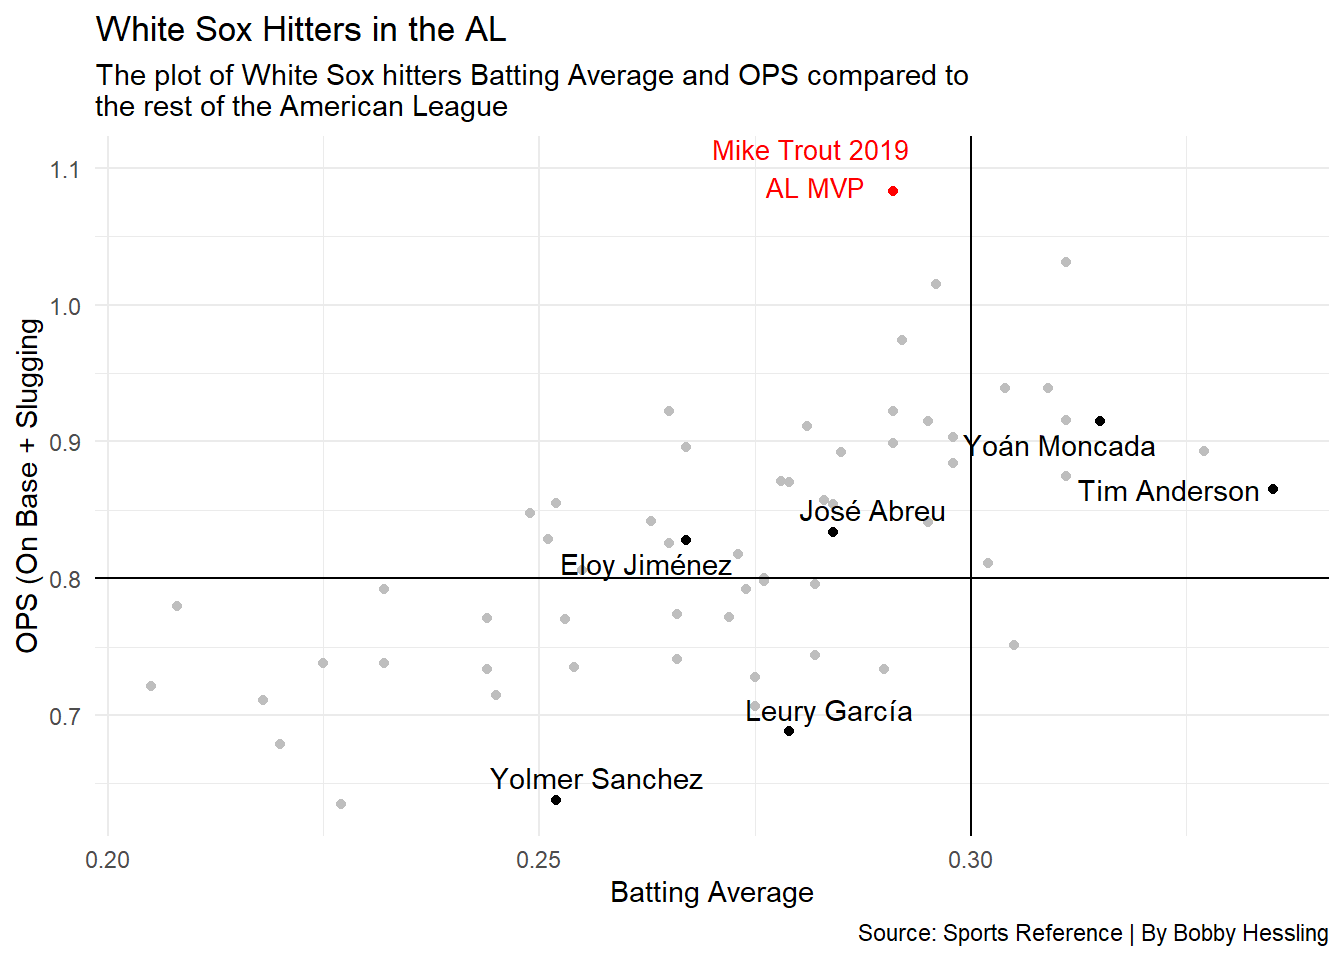 White Sox Hitters in the AL
The plot of White Sox hitters Batting Average and OPS compared to
the rest of the American League
Mike Trout 2019
AL MVP
1.1
1.0
0.9
0.8
0.7
OPS (On Base + Slugging
Yoán Moncada
Tim Anderson
José Abreu
Eloy Jiménez
Leury García
Yolmer Sanchez
0.20
0.25
0.30
Batting Average
Source: Sports Reference | By Bobby Hessling